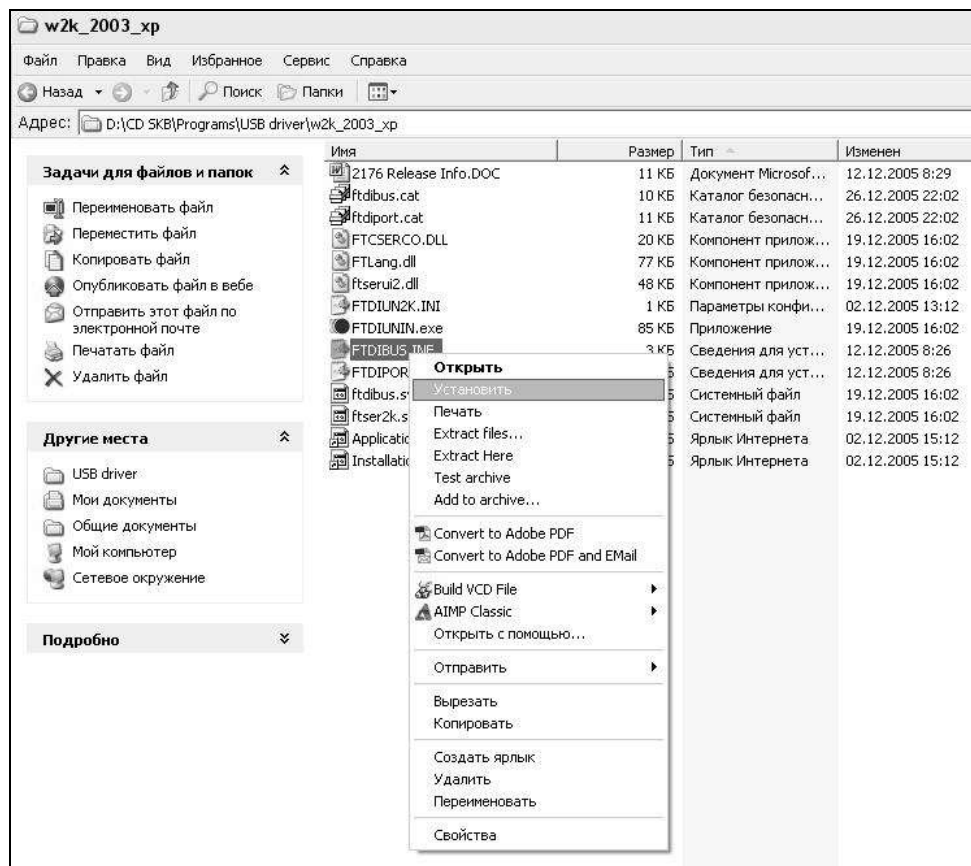 w2k_2003_xp
Файл Правка Вид Избранное Сервис Справка
Назад Поиск Папки
Адрес: D:\CD SKB\Programs\USB driver\w2k_2003_xp
Задачи для файлов и папок
Переименовать файл
Переместить файл
Копировать файл
Опубликовать файл в вебе
Отправить этот файл по
электронной почте
Печатать файл
Удалить файл
Другие места
USB driver
Мои документы
Общие документы
Мой компьютер
Сетевое окружение
Подробно
Имя Размер Тип Изменен
2176 Release Info.DOC 11 КБ Документ Microsof... 12.12.2005 8:29
ftdibus.cat 10 КБ Каталог безопасн... 26.12.2005 22:02
ftdiport.cat 11 КБ Каталог безопасн... 26.12.2005 22:02
FTCSERCO.DLL 20 КБ Компонент прилож... 19.12.2005 16:02
FTLang.dll 77 КБ Компонент прилож... 19.12.2005 16:02
ftserui2.dll 48 КБ Компонент прилож... 19.12.2005 16:02
FTDIUN2K.INI 1 КБ Параметры конфи... 02.12.2005 13:12
FTDIUNIN.exe 85 КБ Приложение 19.12.2005 16:02
FTDIBUS.INF 3 КБ Сведения для уст... 12.12.2005 8:26
FTDIPOR Б Сведения для уст... 12.12.2005 8:26
ftdibus.s Б Системный файл 19.12.2005 16:02
ftser2k.s Б Системный файл 19.12.2005 16:02
Applicatio Б Ярлык Интернета 02.12.2005 15:12
Installatio Б Ярлык Интернета 02.12.2005 15:12
Открыть
Установить
Печать
Extract files...
Extract Here
Test archive
Add to archive...
Convert to Adobe PDF
Convert to Adobe PDF and EMail
Build VCD File
AIMP Classic
Открыть с помощью...
Отправить
Вырезать
Копировать
Создать ярлык
Удалить
Переименовать
Свойства